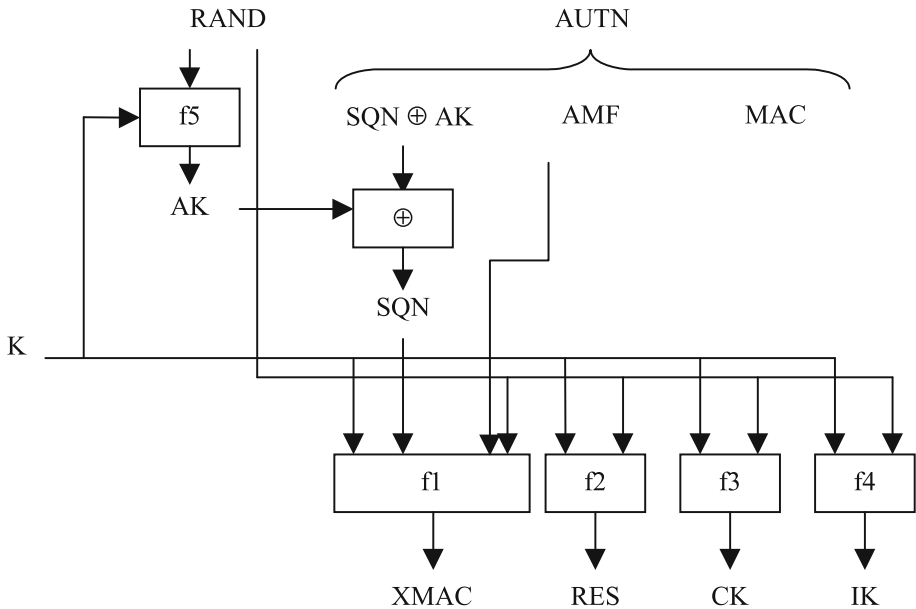 RAND AUTN
f5 SQN ⊕ AK AMF MAC
AK ⊕
SQN
K
f1 f2 f3 f4
XMAC RES CK IK